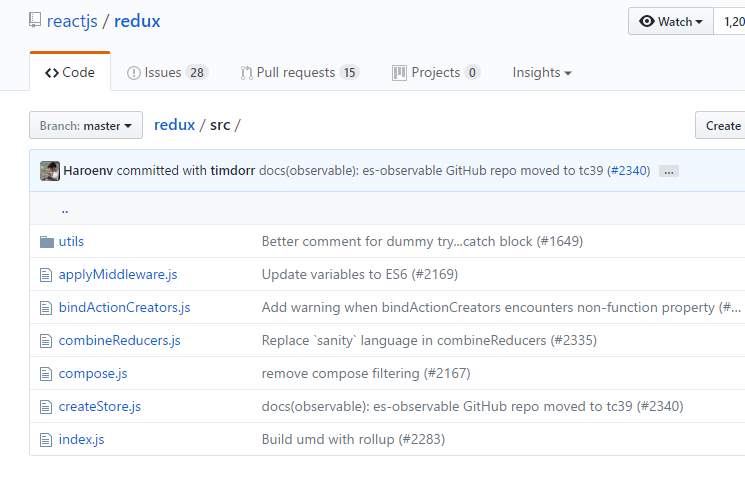 reactjs / redux
Watch 1,20
Code Issues 28 Pull requests 15 Projects 0 Insights
Branch: master redux / src / Create
Haroenv committed with timdorr docs(observable): es-observable GitHub repo moved to tc39 (#2340) ...
..
utils Better comment for dummy try...catch block (#1649)
applyMiddleware.js Update variables to ES6 (#2169)
bindActionCreators.js Add warning when bindActionCreators encounters non-function property (#...
combineReducers.js Replace `sanity` language in combineReducers (#2335)
compose.js remove compose filtering (#2167)
createStore.js docs(observable): es-observable GitHub repo moved to tc39 (#2340)
index.js Build umd with rollup (#2283)